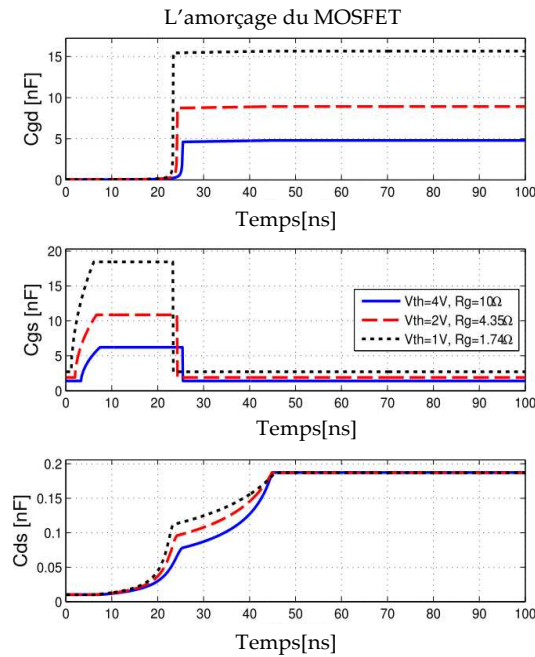 L'amorçage du MOSFET
Cgd [nF]
15
10
5
0
0 10 20 30 40 50 60 70 80 90 100
Temps[ns]
Cgs [nF]
20
15
10
5
0
Vth=4V, Rg=10Ω
Vth=2V, Rg=4.35Ω
Vth=1V, Rg=1.74Ω
0 10 20 30 40 50 60 70 80 90 100
Temps[ns]
Cds [nF]
0.2
0.15
0.1
0.05
0
0 10 20 30 40 50 60 70 80 90 100
Temps[ns]